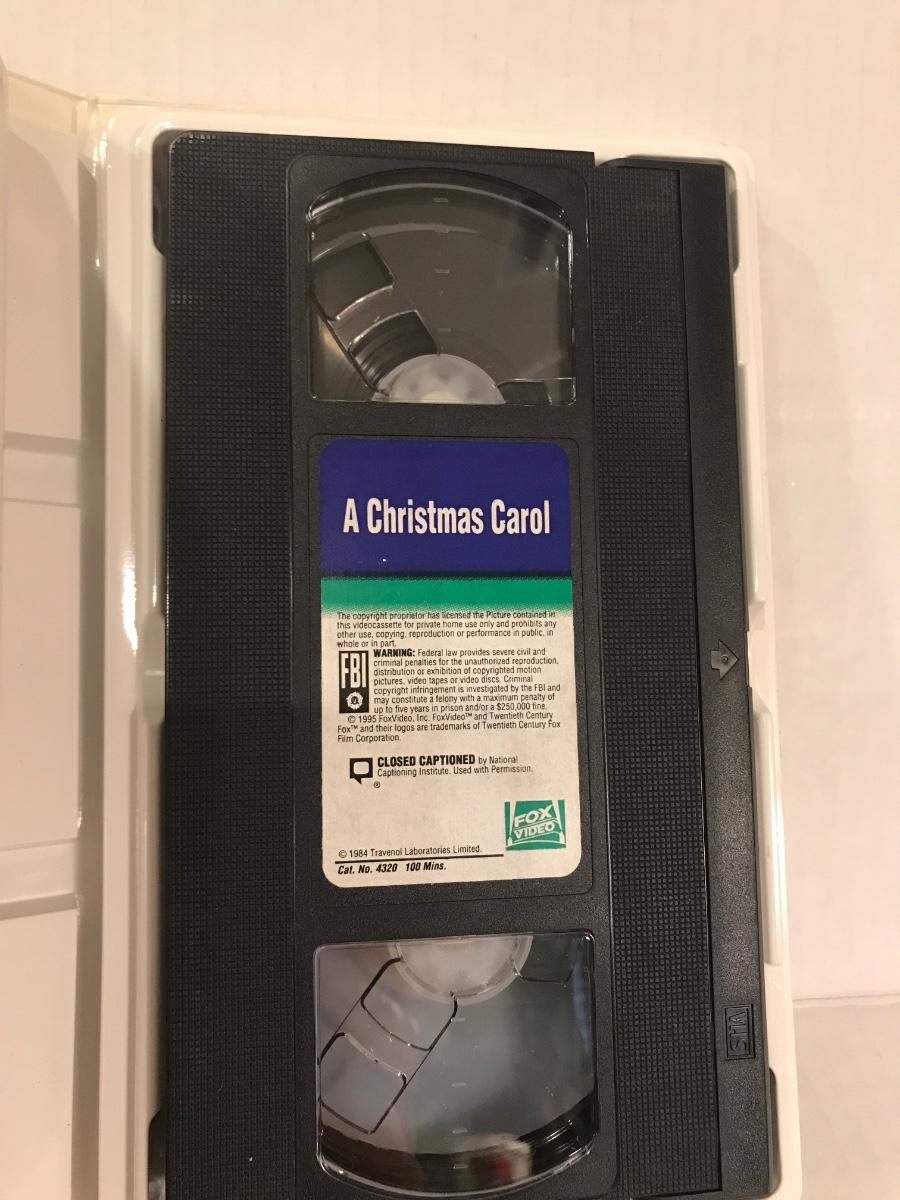 A Christmas Carol
The copyright proprietor has licensed the Picture contained in
this videocassette for private home use only and prohibits any
other use, copying, reproduction or performance in public, in
whole or in part.
FBI
WARNING: Federal law provides severe civil and
criminal penalties for the unauthorized reproduction,
distribution or exhibition of copyrighted motion
pictures, video tapes or video discs. Criminal
copyright infringement is investigated by the FBI and
may constitute a felony with a maximum penalty of
up to five years in prison and/or a $250,000 fine.
© 1995 FoxVideo, Inc. FoxVideo™ and Twentieth Century
Fox™ and their logos are trademarks of Twentieth Century Fox
Film Corporation.
CLOSED CAPTIONED by National
Captioning Institute. Used with Permission.
®
FOX
VIDEO
© 1984 Travenol Laboratories Limited.
Cat. No. 4320 100 Mins.
VHS